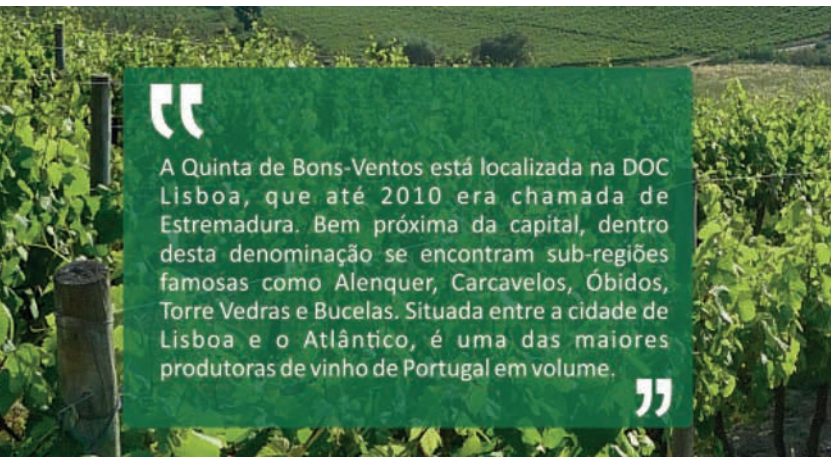 A Quinta de Bons-Ventos está localizada na DOC
Lisboa, que até 2010 era chamada de
Estremadura. Bem próxima da capital, dentro
desta denominação se encontram sub-regiões
famosas como Alenquer, Carcavelos, Óbidos,
Torre Vedras e Bucelas. Situada entre a cidade de
Lisboa e o Atlântico, é uma das maiores
produtoras de vinho de Portugal em volume.